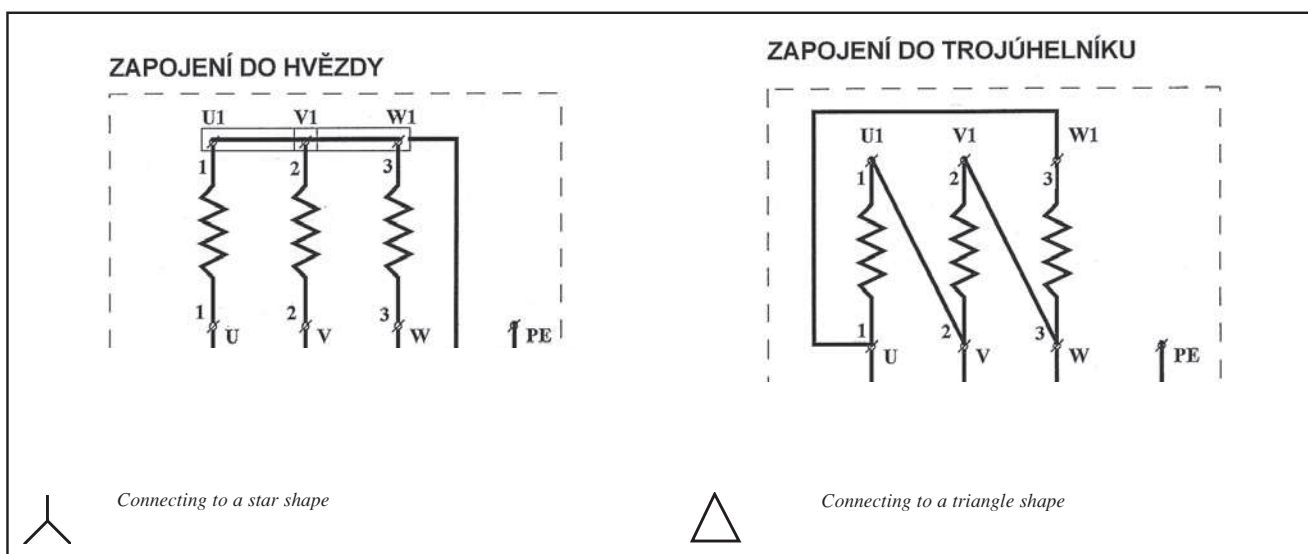 ZAPOJENÍ DO HVĚZDY
U1 V1 W1
1 2 3
1 2 3
U V W PE
Connecting to a star shape
ZAPOJENÍ DO TROJÚHELNÍKU
U1 V1 W1
1 2 3
1 2 3
U V W PE
Connecting to a triangle shape